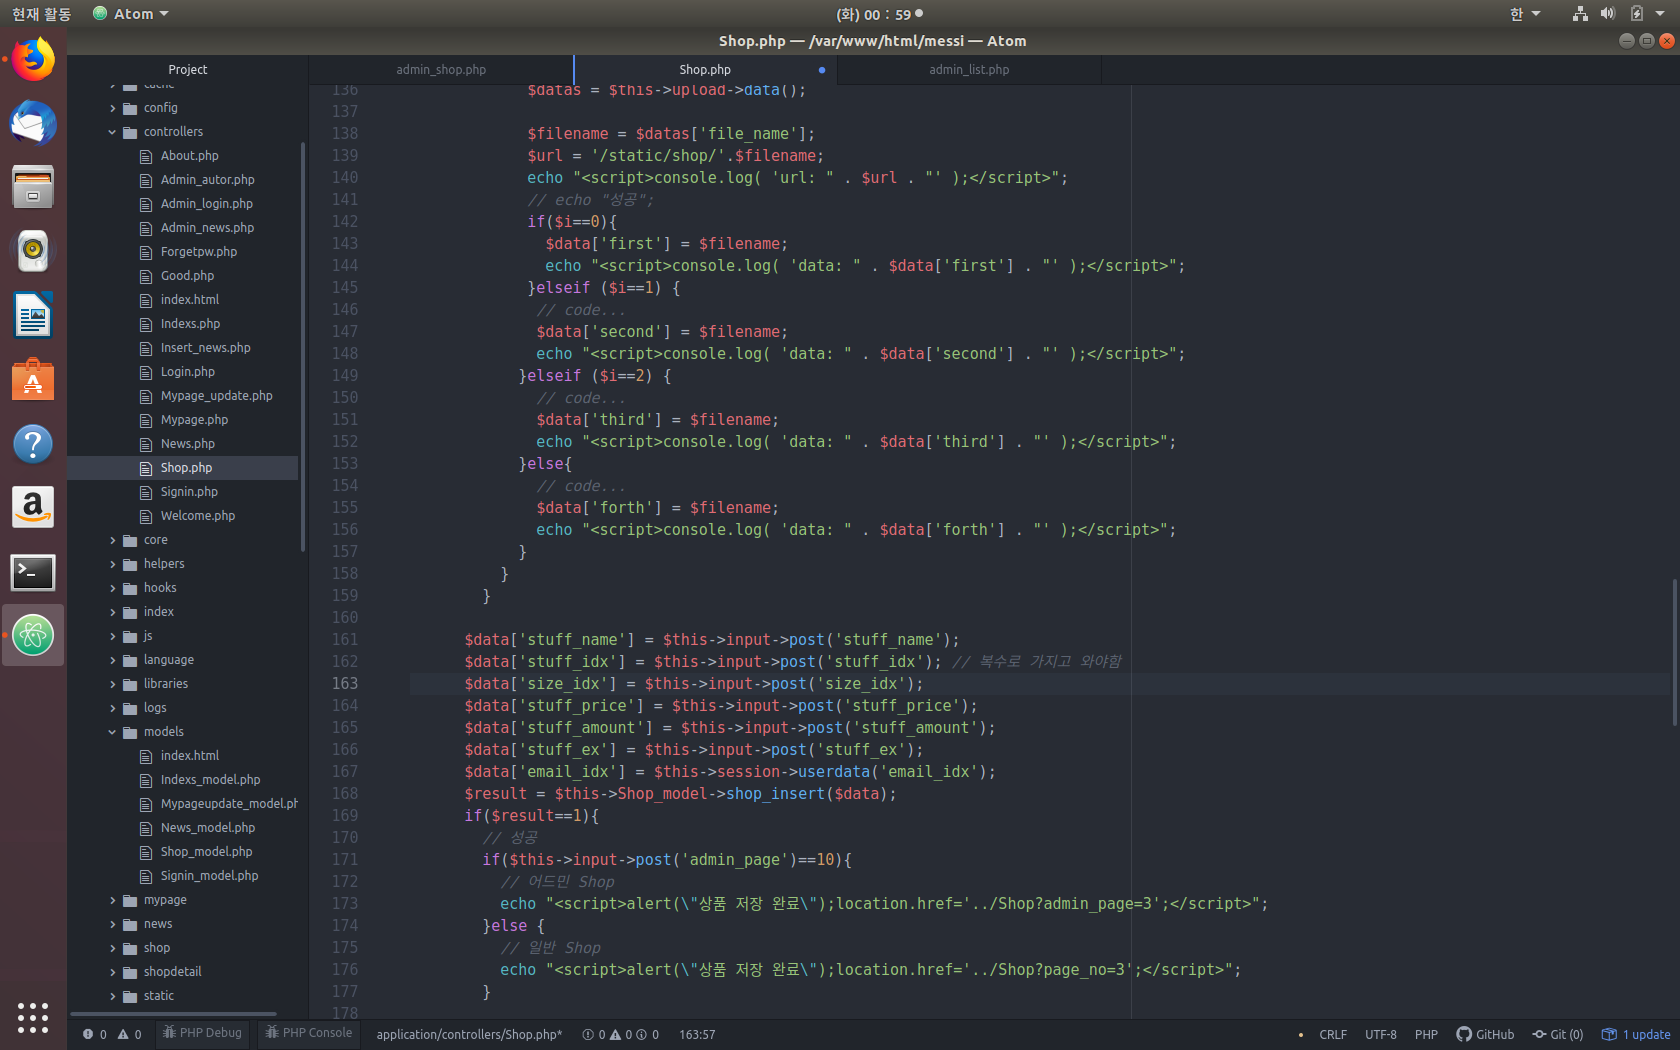 현재 활동
Atom
(화) 00 : 59
한
Shop.php — /var/www/html/messi — Atom
Project
admin_shop.php
Shop.php
admin_list.php
cache
config
controllers
About.php
Admin_autor.php
Admin_login.php
Admin_news.php
Forgetpw.php
Good.php
index.html
Indexs.php
Insert_news.php
Login.php
Mypage_update.php
Mypage.php
News.php
Shop.php
Signin.php
Welcome.php
core
helpers
hooks
index
js
language
libraries
logs
models
index.html
Indexs_model.php
Mypageupdate_model.ph
News_model.php
Shop_model.php
Signin_model.php
mypage
news
shop
shopdetail
static
136 $datas = $this->upload->data();
137
138 $filename = $datas['file_name'];
139 $url = '/static/shop/'.$filename;
140 echo "<script>console.log( 'url: " . $url . "' );</script>";
141 // echo "성공";
142 if($i==0){
143 $data['first'] = $filename;
144 echo "<script>console.log( 'data: " . $data['first'] . "' );</script>";
145 }elseif ($i==1) {
146 // code...
147 $data['second'] = $filename;
148 echo "<script>console.log( 'data: " . $data['second'] . "' );</script>";
149 }elseif ($i==2) {
150 // code...
151 $data['third'] = $filename;
152 echo "<script>console.log( 'data: " . $data['third'] . "' );</script>";
153 }else{
154 // code...
155 $data['forth'] = $filename;
156 echo "<script>console.log( 'data: " . $data['forth'] . "' );</script>";
157 }
158 }
159 }
160
161 $data['stuff_name'] = $this->input->post('stuff_name');
162 $data['stuff_idx'] = $this->input->post('stuff_idx'); // 복수로 가지고 와야함
163 $data['size_idx'] = $this->input->post('size_idx');
164 $data['stuff_price'] = $this->input->post('stuff_price');
165 $data['stuff_amount'] = $this->input->post('stuff_amount');
166 $data['stuff_ex'] = $this->input->post('stuff_ex');
167 $data['email_idx'] = $this->session->userdata('email_idx');
168 $result = $this->Shop_model->shop_insert($data);
169 if($result==1){
170 // 성공
171 if($this->input->post('admin_page')==10){
172 // 어드민 Shop
173 echo "<script>alert(\"상품 저장 완료\");location.href='../Shop?admin_page=3';</script>";
174 }else {
175 // 일반 Shop
176 echo "<script>alert(\"상품 저장 완료\");location.href='../Shop?page_no=3';</script>";
177 }
178
0 0 PHP Debug PHP Console application/controllers/Shop.php* 0 0 0 163:57 CRLF UTF-8 PHP GitHub Git (0) 1 update